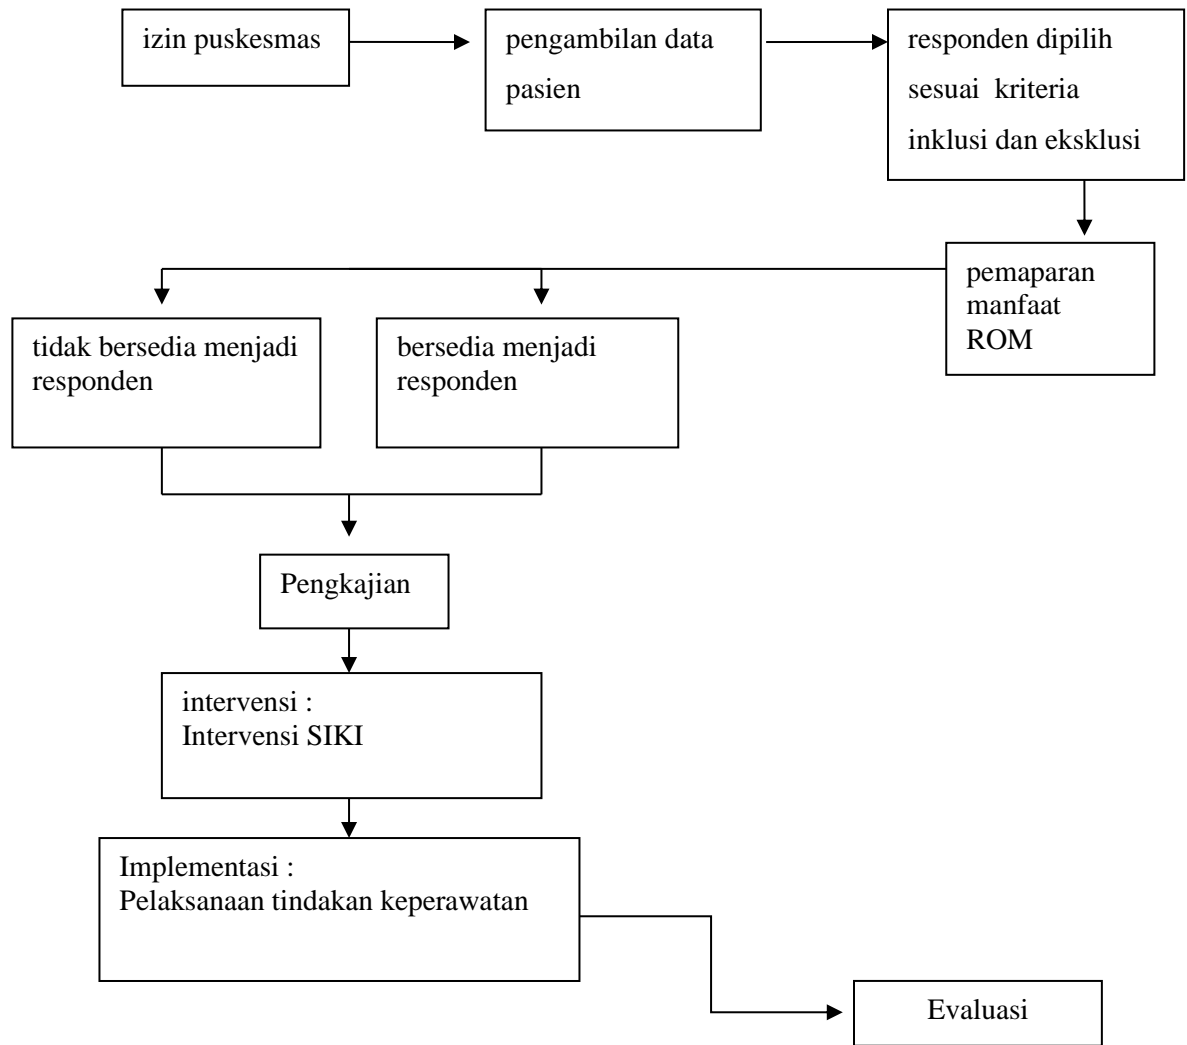 izin puskesmas
pengambilan data
pasien
responden dipilih
sesuai kriteria
inklusi dan eksklusi
pemaparan
manfaat
ROM
tidak bersedia menjadi
responden
bersedia menjadi
responden
Pengkajian
intervensi :
Intervensi SIKI
Implementasi :
Pelaksanaan tindakan keperawatan
Evaluasi